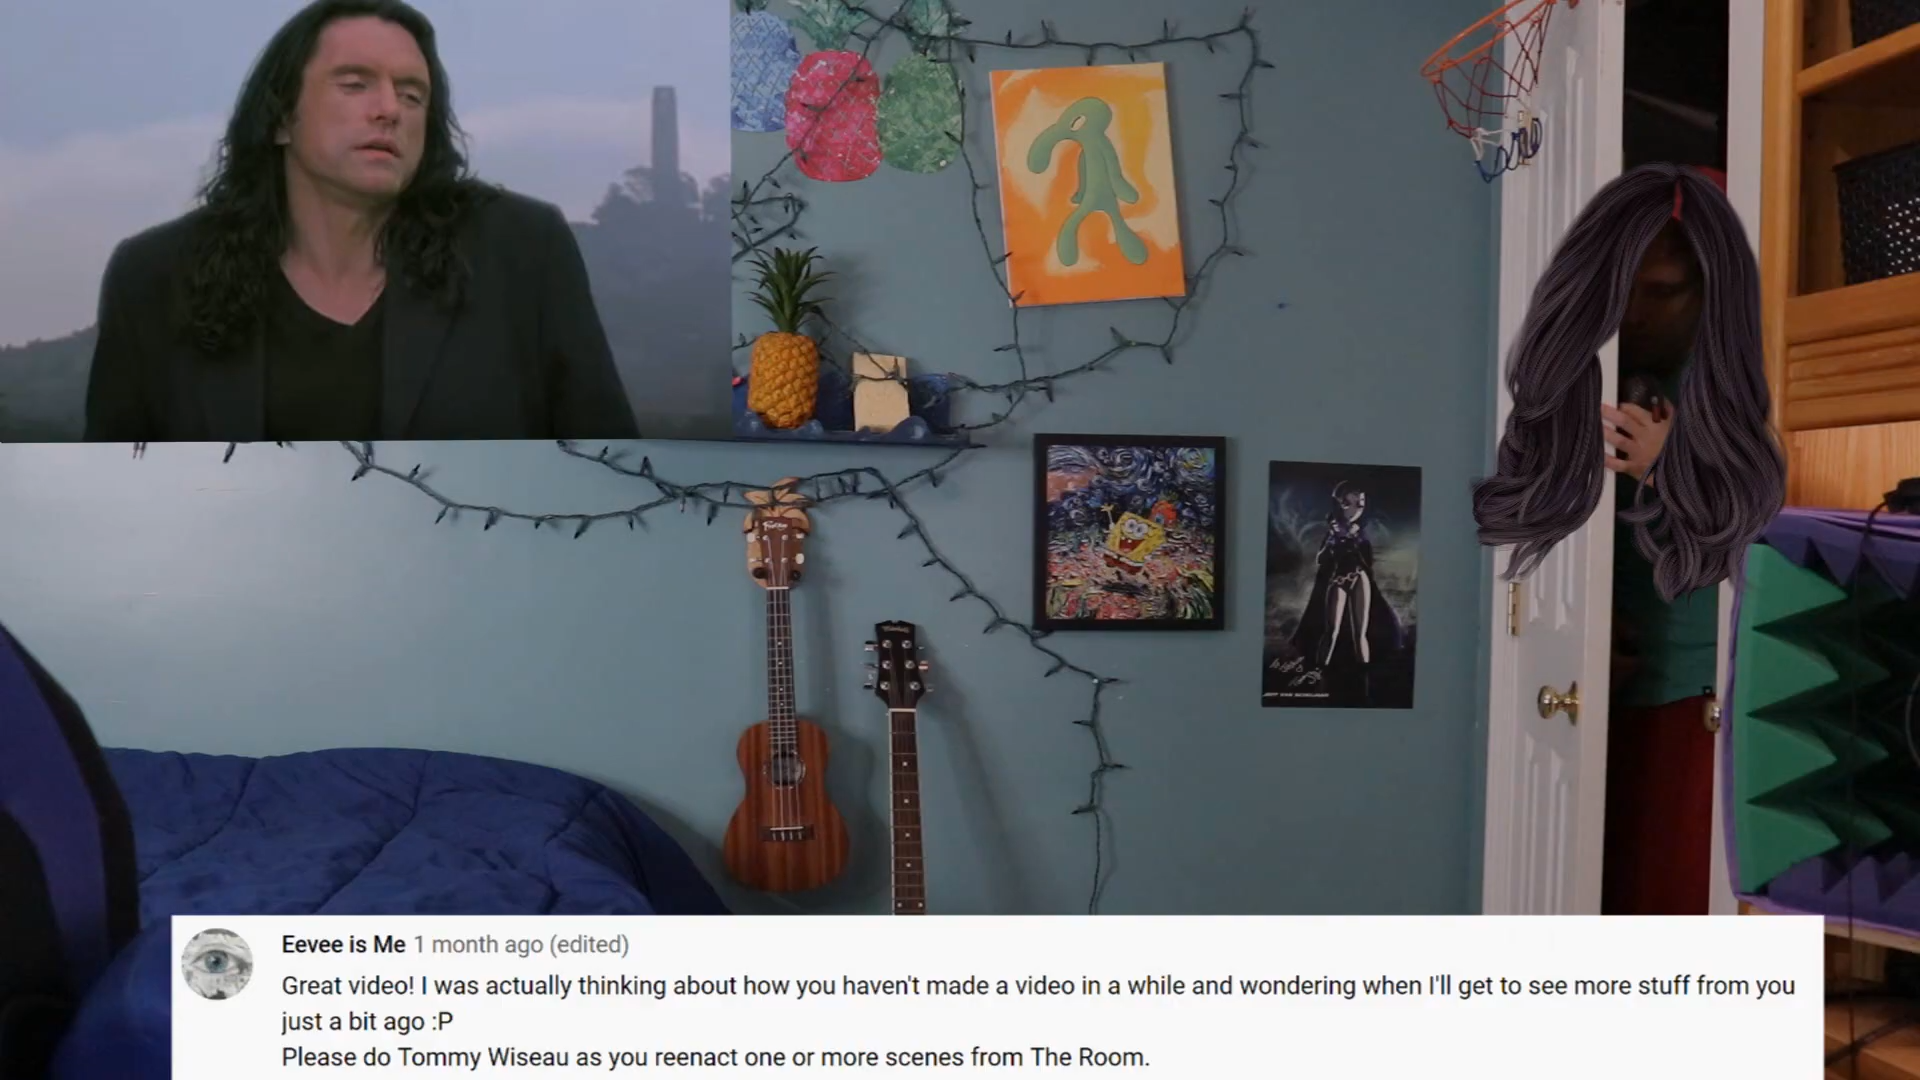 Eevee is Me 1 month ago (edited)
Great video! I was actually thinking about how you haven't made a video in a while and wondering when I'll get to see more stuff from you
just a bit ago :P
Please do Tommy Wiseau as you reenact one or more scenes from The Room.